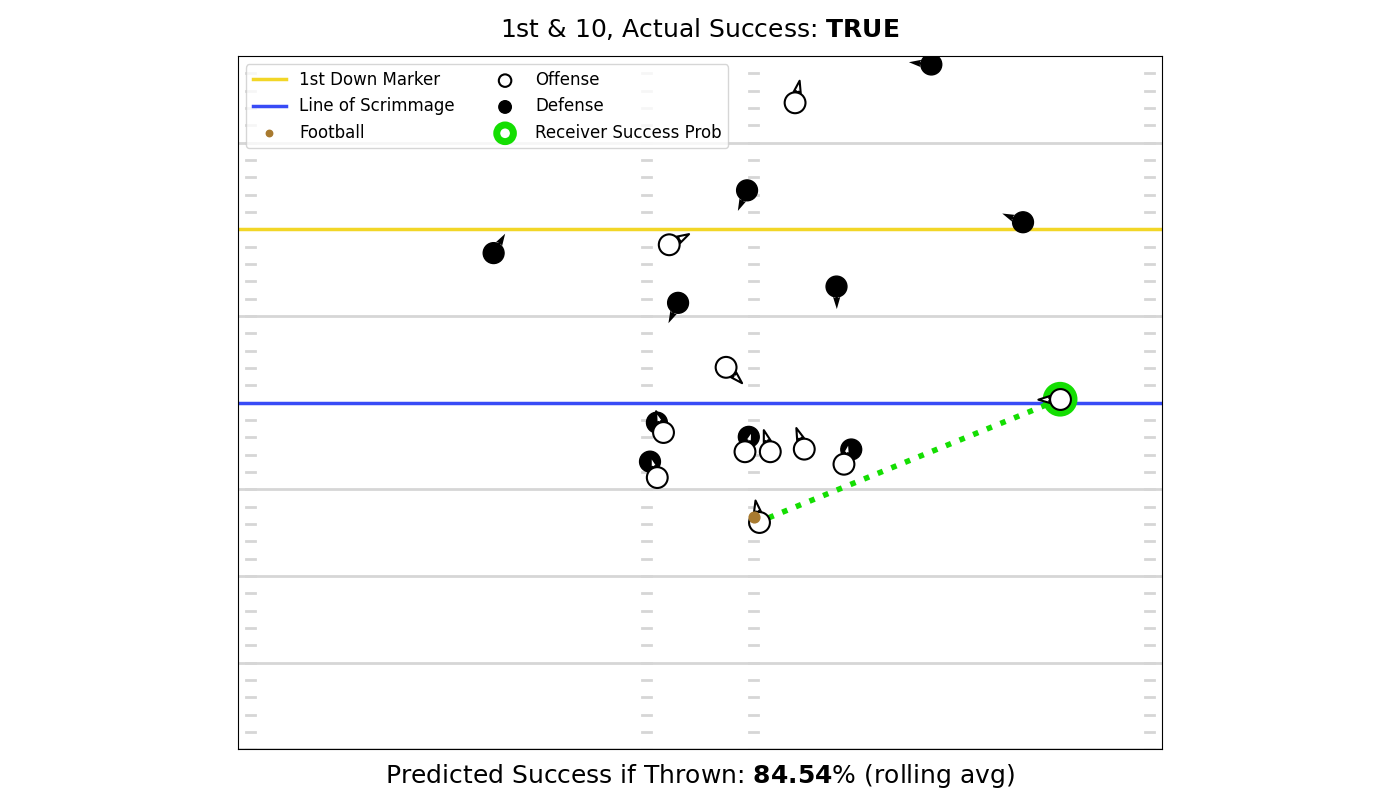 1st & 10, Actual Success: TRUE
1st Down Marker
Line of Scrimmage
Football
Offense
Defense
Receiver Success Prob
Predicted Success if Thrown: 84.54% (rolling avg)